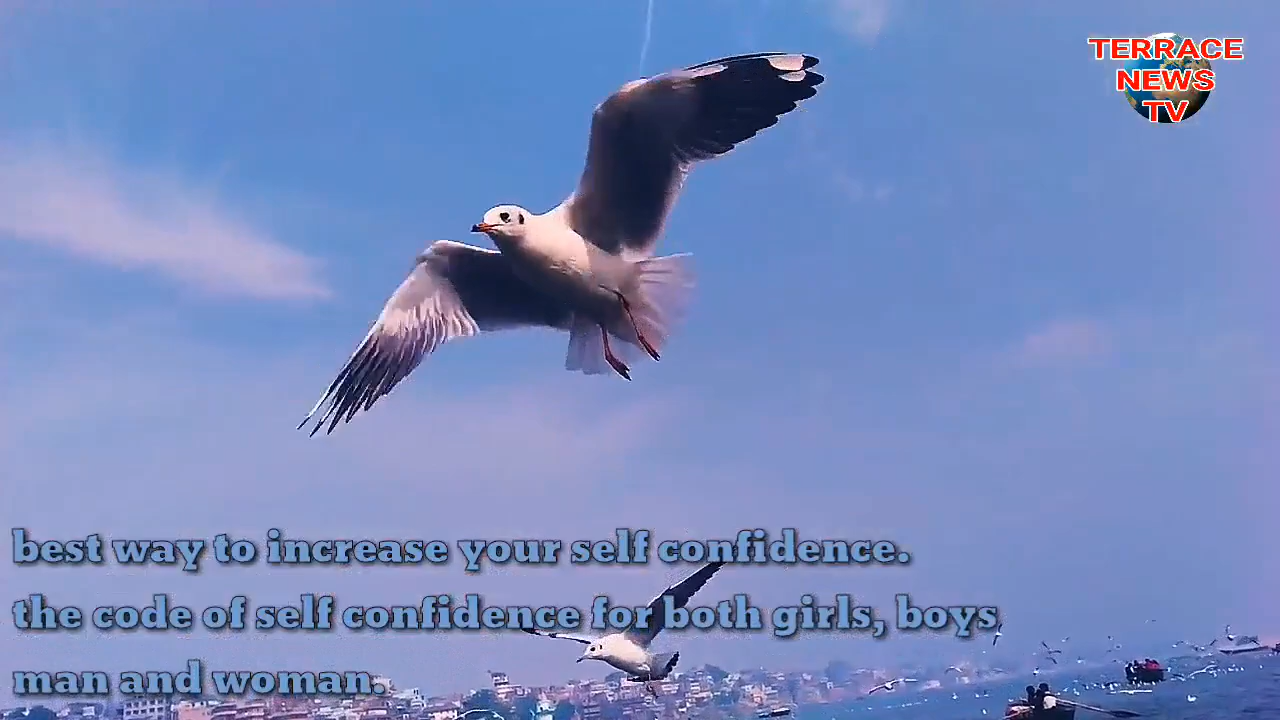 TERRACE
NEWS
TV
best way to increase your self confidence.
the code of self confidence for both girls, boys
man and woman.